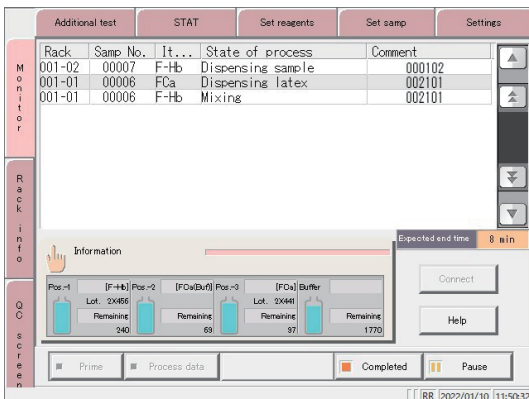 Additional test STAT Set reagents Set samp Settings
Monitor
Rack info
QC screen
Rack Samp No. It... State of process Comment
001-02 00007 F-Hb Dispensing sample 000102
001-01 00006 FCa Dispensing latex 002101
001-01 00006 F-Hb Mixing 002101
Expected end time 8 min
Information
Pos.-1 [F-Hb] Pos.-2 [FCa(Buf)] Pos.-3 [FCa] Buffer
Lot. 2X456 Lot. 2X441
Remaining Remaining Remaining Remaining
240 69 97 1770
Connect
Help
Prime Process data Completed Pause
RR 2022/01/10 11:50:32